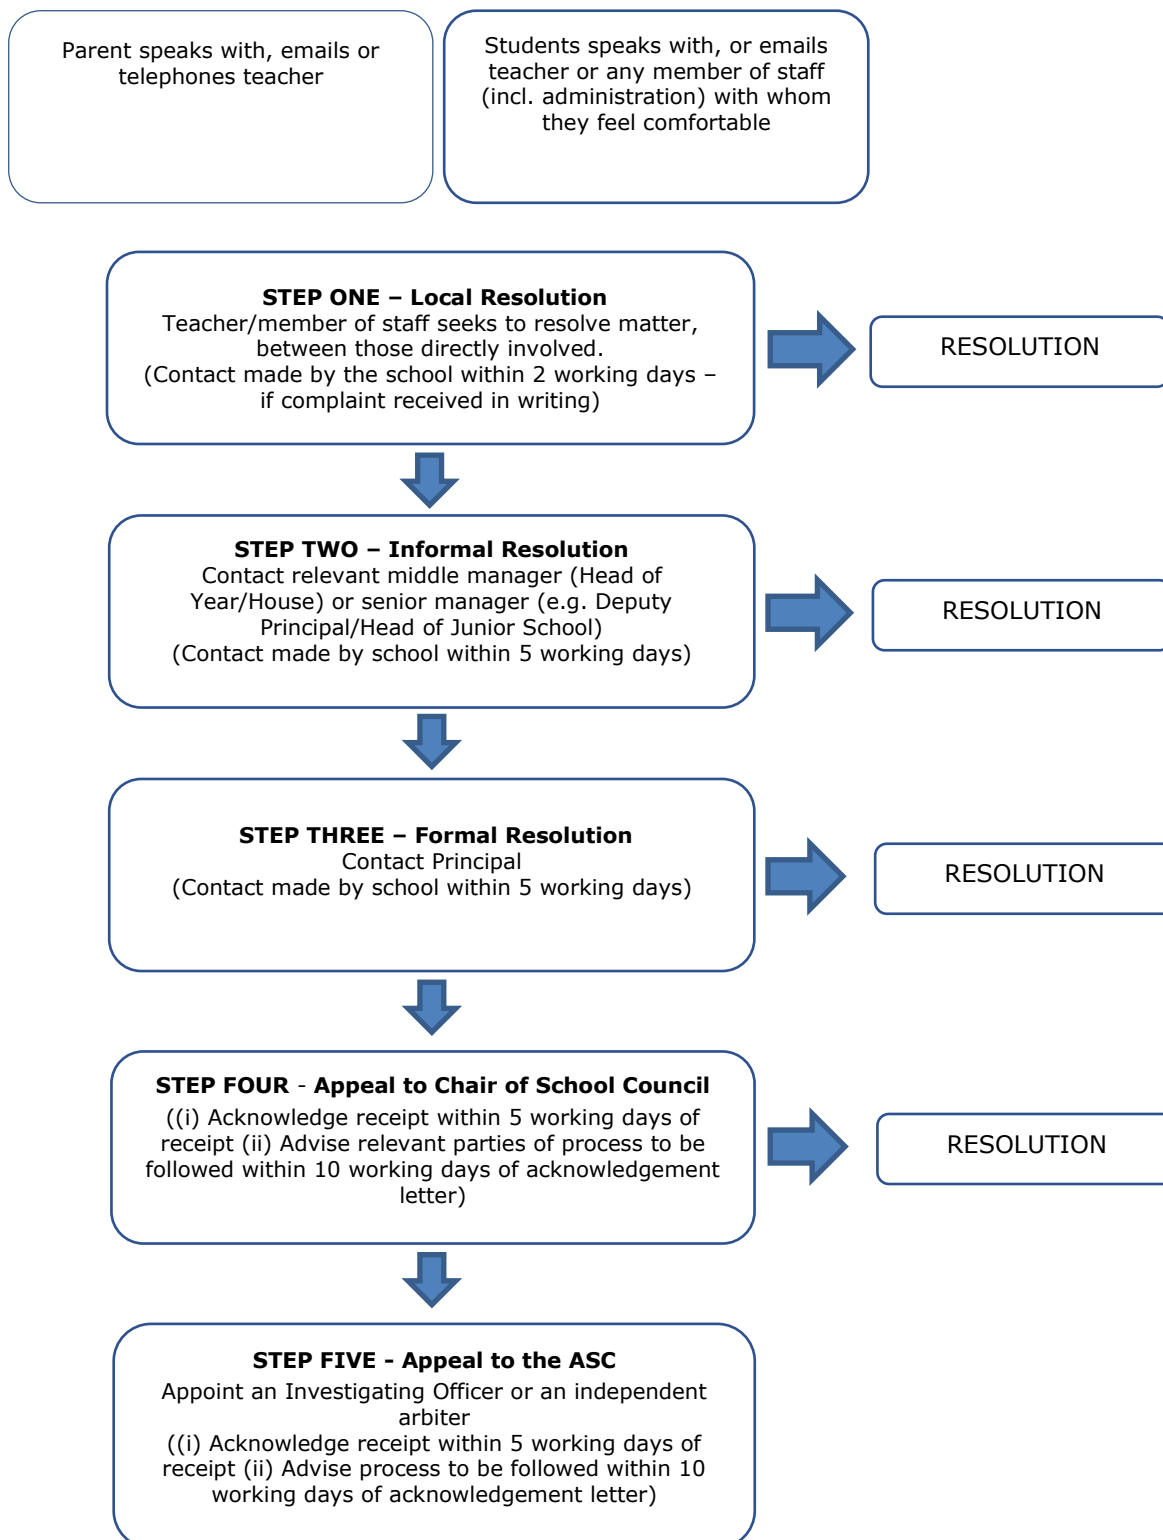 Parent speaks with, emails or
telephones teacher
Students speaks with, or emails
teacher or any member of staff
(incl. administration) with whom
they feel comfortable
STEP ONE – Local Resolution
Teacher/member of staff seeks to resolve matter,
between those directly involved.
(Contact made by the school within 2 working days –
if complaint received in writing)
RESOLUTION
STEP TWO – Informal Resolution
Contact relevant middle manager (Head of
Year/House) or senior manager (e.g. Deputy
Principal/Head of Junior School)
(Contact made by school within 5 working days)
RESOLUTION
STEP THREE – Formal Resolution
Contact Principal
(Contact made by school within 5 working days)
RESOLUTION
STEP FOUR - Appeal to Chair of School Council
((i) Acknowledge receipt within 5 working days of
receipt (ii) Advise relevant parties of process to be
followed within 10 working days of acknowledgement
letter)
RESOLUTION
STEP FIVE - Appeal to the ASC
Appoint an Investigating Officer or an independent
arbiter
((i) Acknowledge receipt within 5 working days of
receipt (ii) Advise process to be followed within 10
working days of acknowledgement letter)